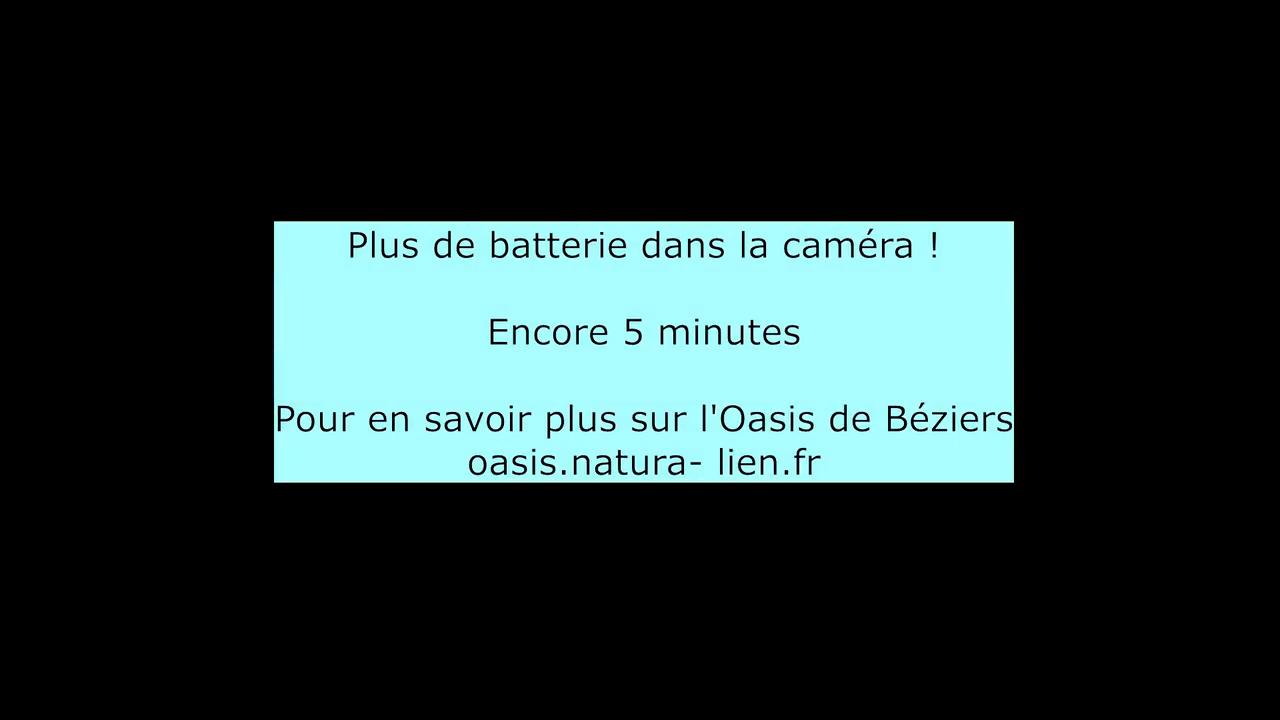 Plus de batterie dans la caméra !
Encore 5 minutes
Pour en savoir plus sur l'Oasis de Béziers
oasis.natura- lien.fr